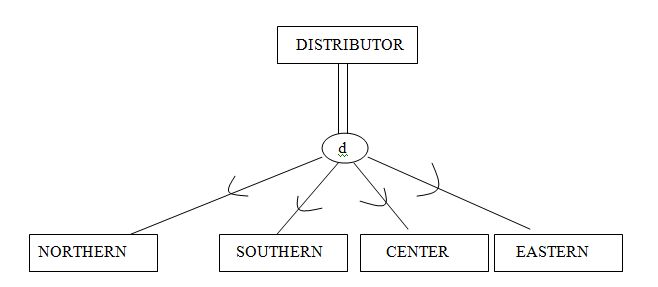 DISTRIBUTOR
d
NORTHERN
SOUTHERN
CENTER
EASTERN